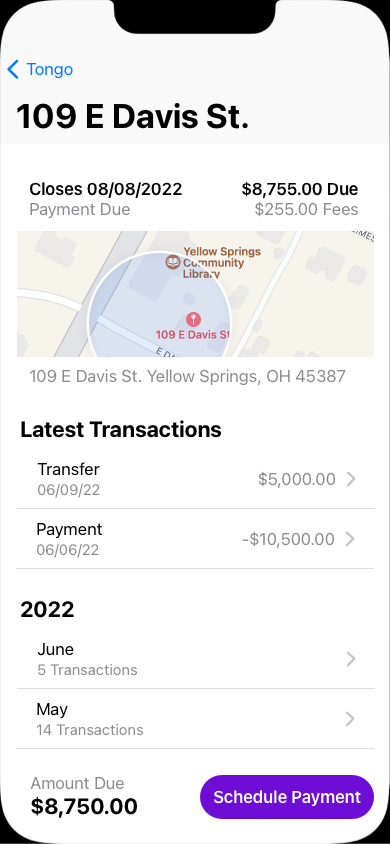 Tongo
109 E Davis St.
Closes 08/08/2022
$8,755.00 Due
Payment Due
$255.00 Fees
Yellow Springs
Community
Library
109 E Davis St
E DA
IMES
109 E Davis St. Yellow Springs, OH 45387
Latest Transactions
Transfer
06/09/22
$5,000.00
Payment
06/06/22
-$10,500.00
2022
June
5 Transactions
May
14 Transactions
Amount Due
$8,750.00
Schedule Payment